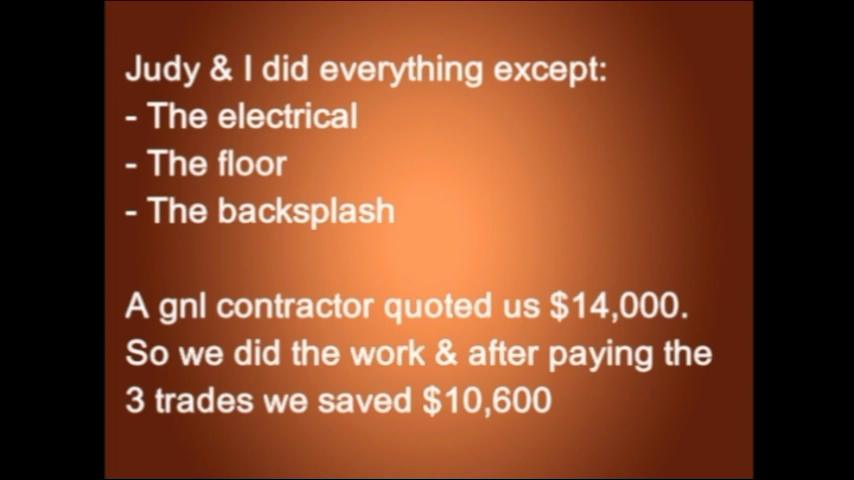 Judy & I did everything except:
- The electrical
- The floor
- The backsplash
A gnl contractor quoted us $14,000.
So we did the work & after paying the
3 trades we saved $10,600